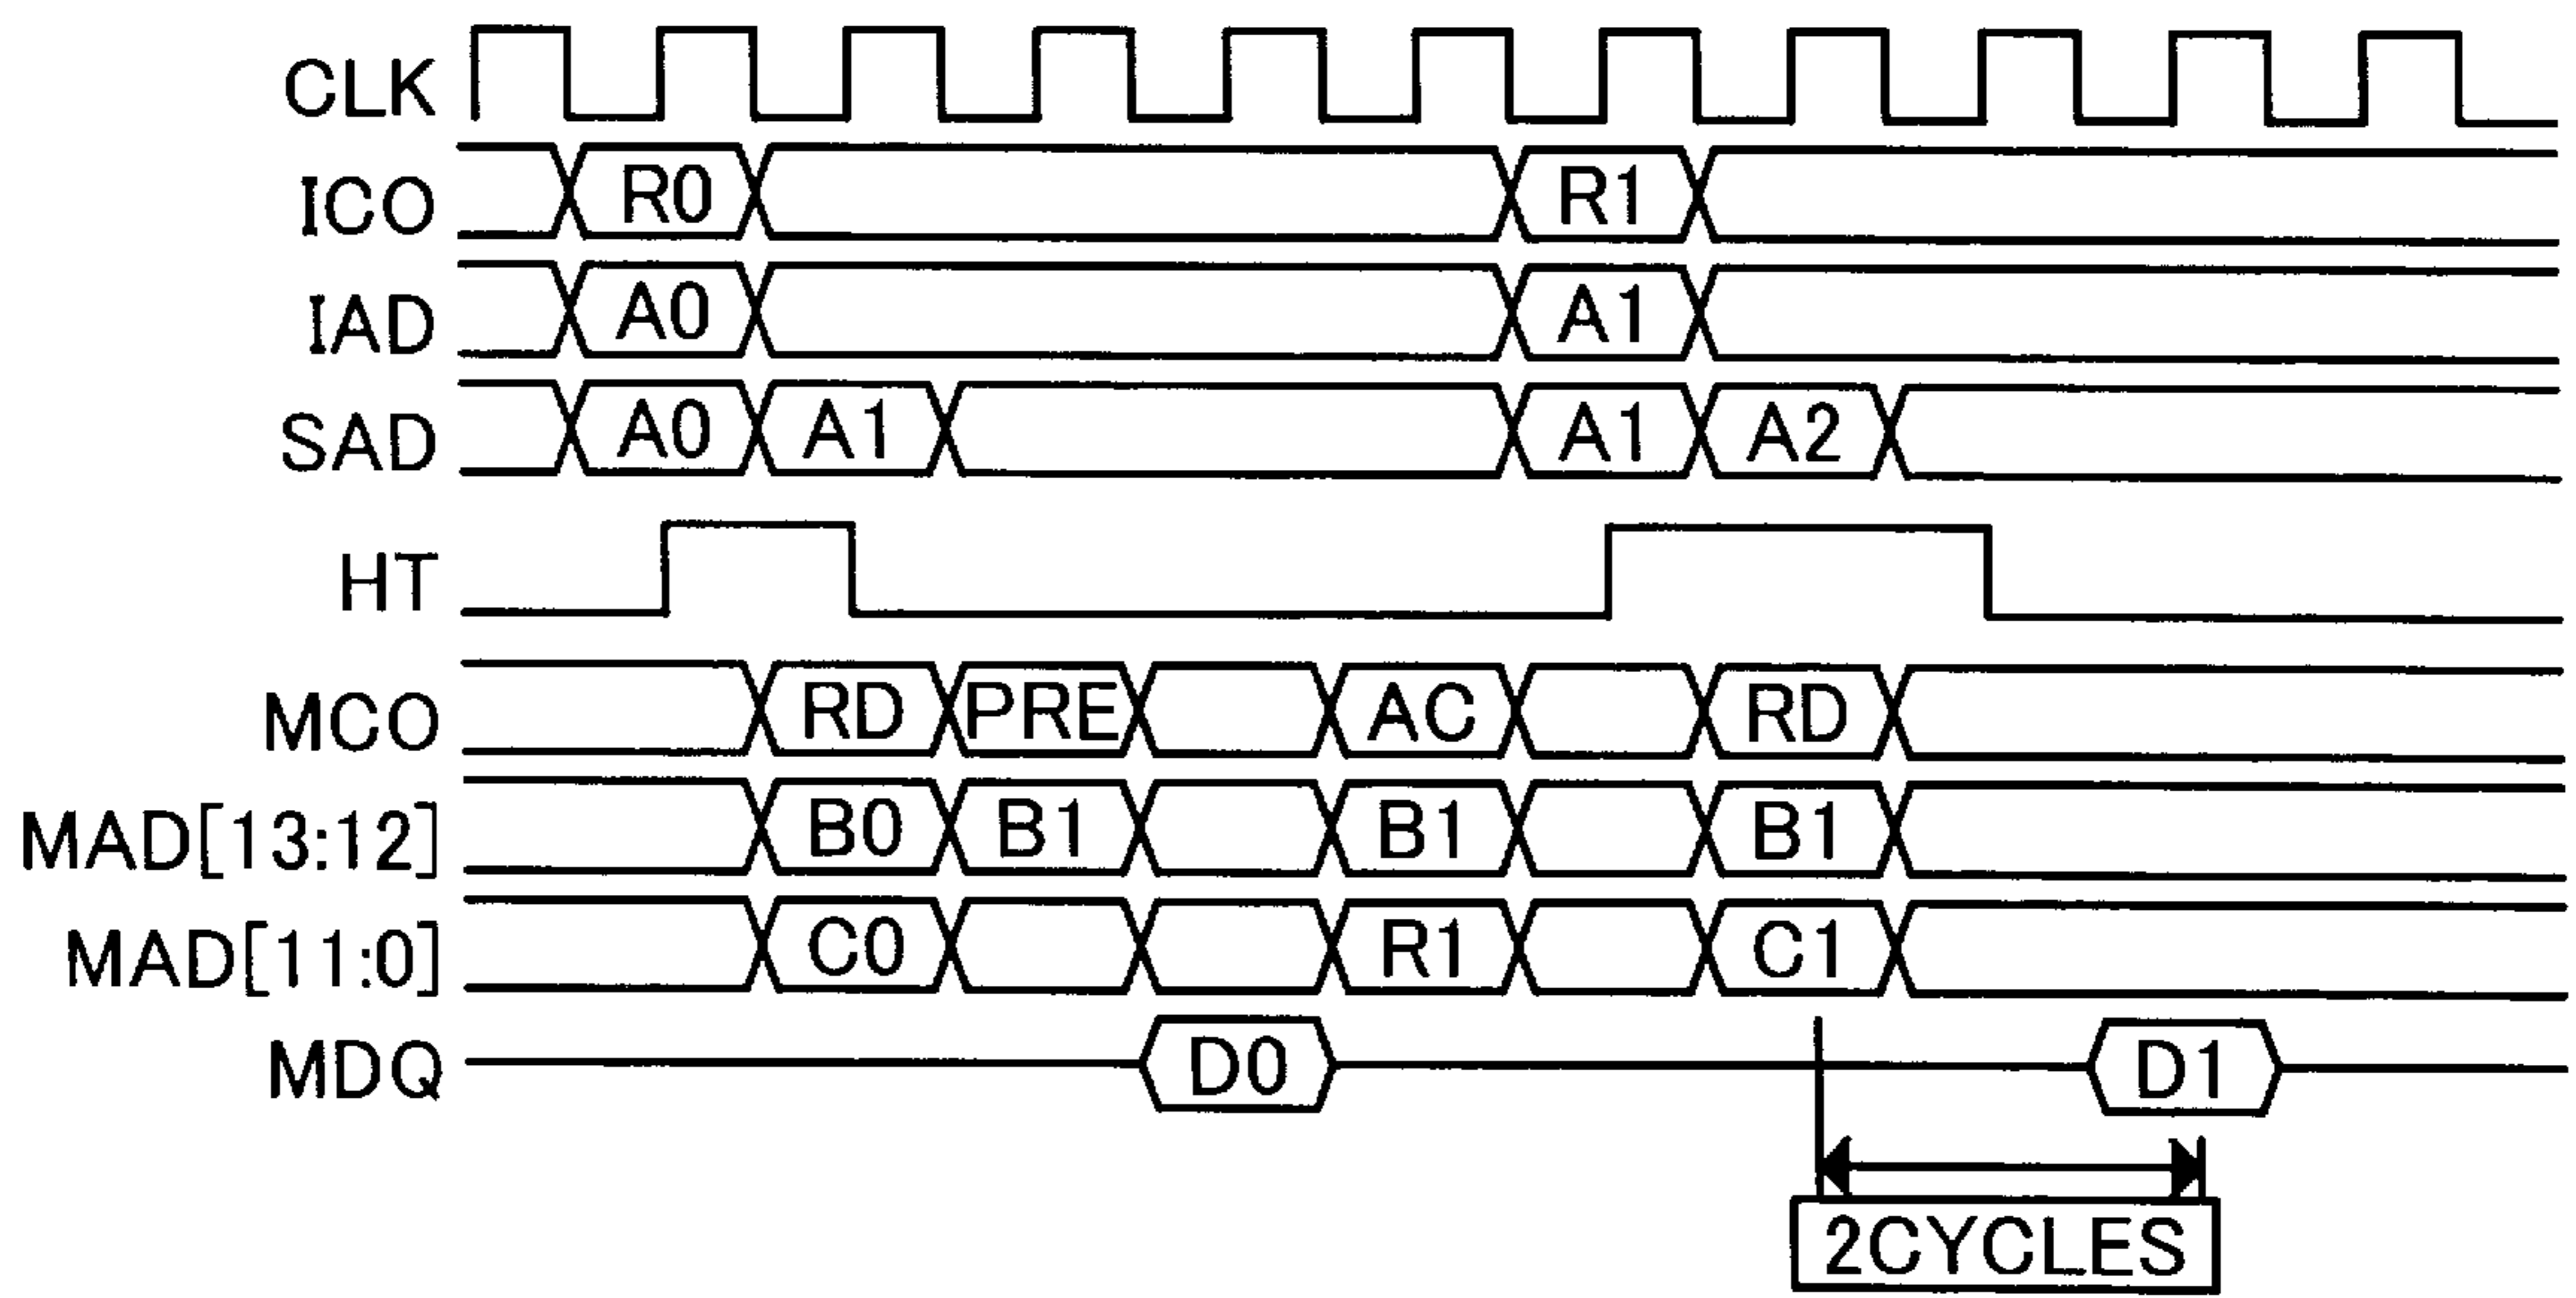 CLK
ICO R0 R1
IAD A0 A1
SAD A0 A1 A1 A2
HT
MCO RD PRE AC RD
MAD[13:12] B0 B1 B1 B1
MAD[11:0] C0 R1 C1
MDQ D0 D1
2CYCLES